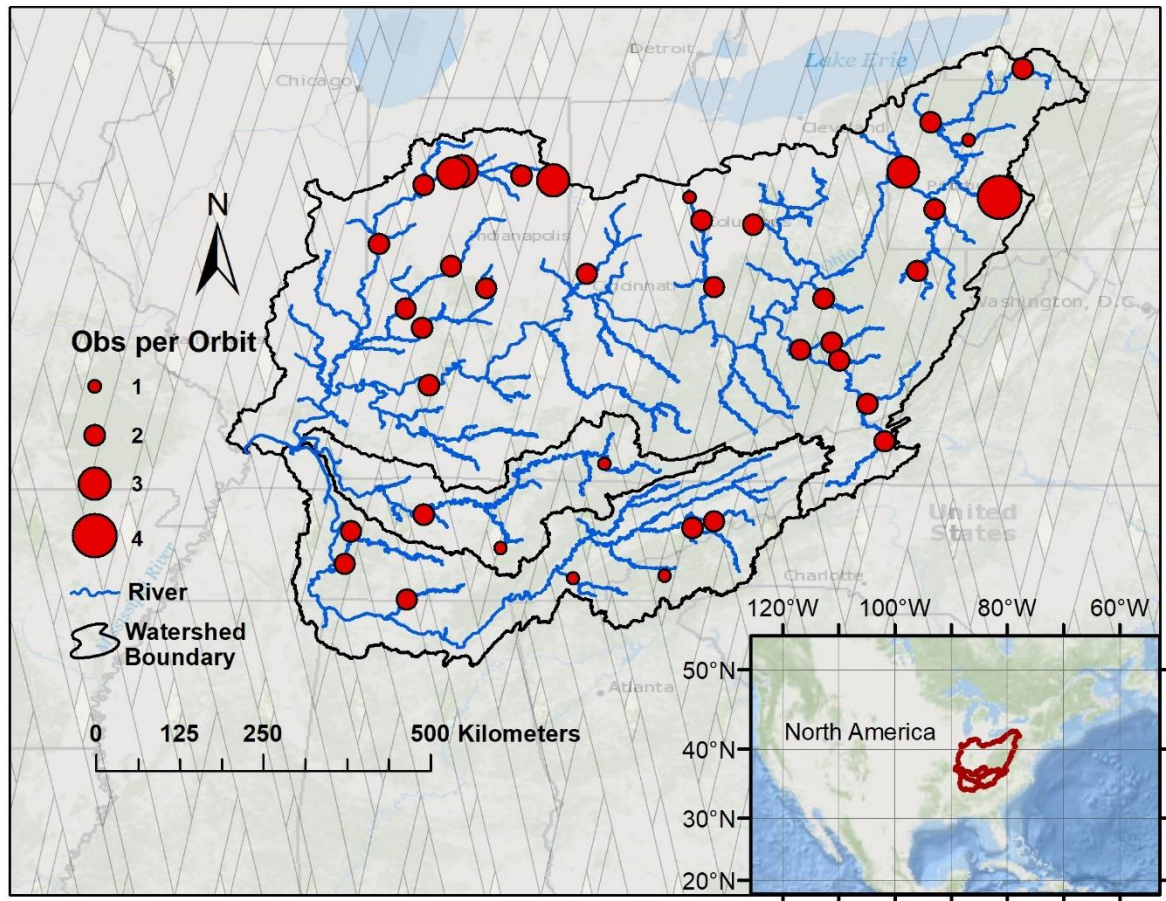 Detroit
Lake Erie
Chicago
Cleveland
N
Columbus
Indianapolis
Ohio
Cincinnati
Washington, D.C.
Obs per Orbit
1
2
3
4
River
Watershed
Boundary
United
States
Charlotte
Atlanta
0 125 250 500 Kilometers
120°W 100°W 80°W 60°W
50°N
40°N
30°N
20°N
North America